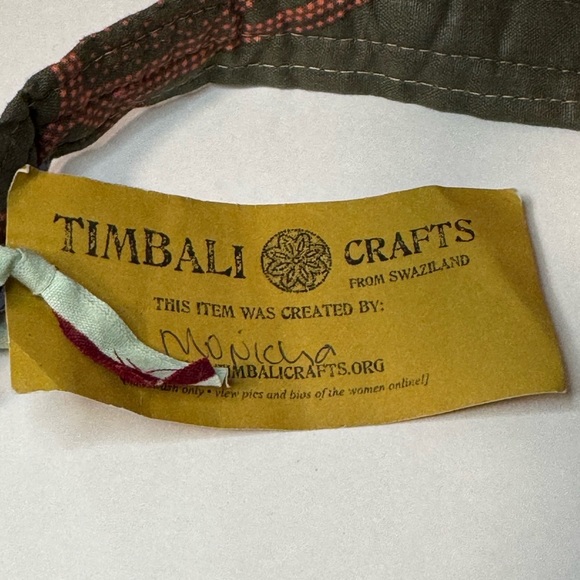 TIMBALI CRAFTS
FROM SWAZILAND
THIS ITEM WAS CREATED BY:
TIMBALICRAFTS.ORG
only • view pics and bios of the women online!]